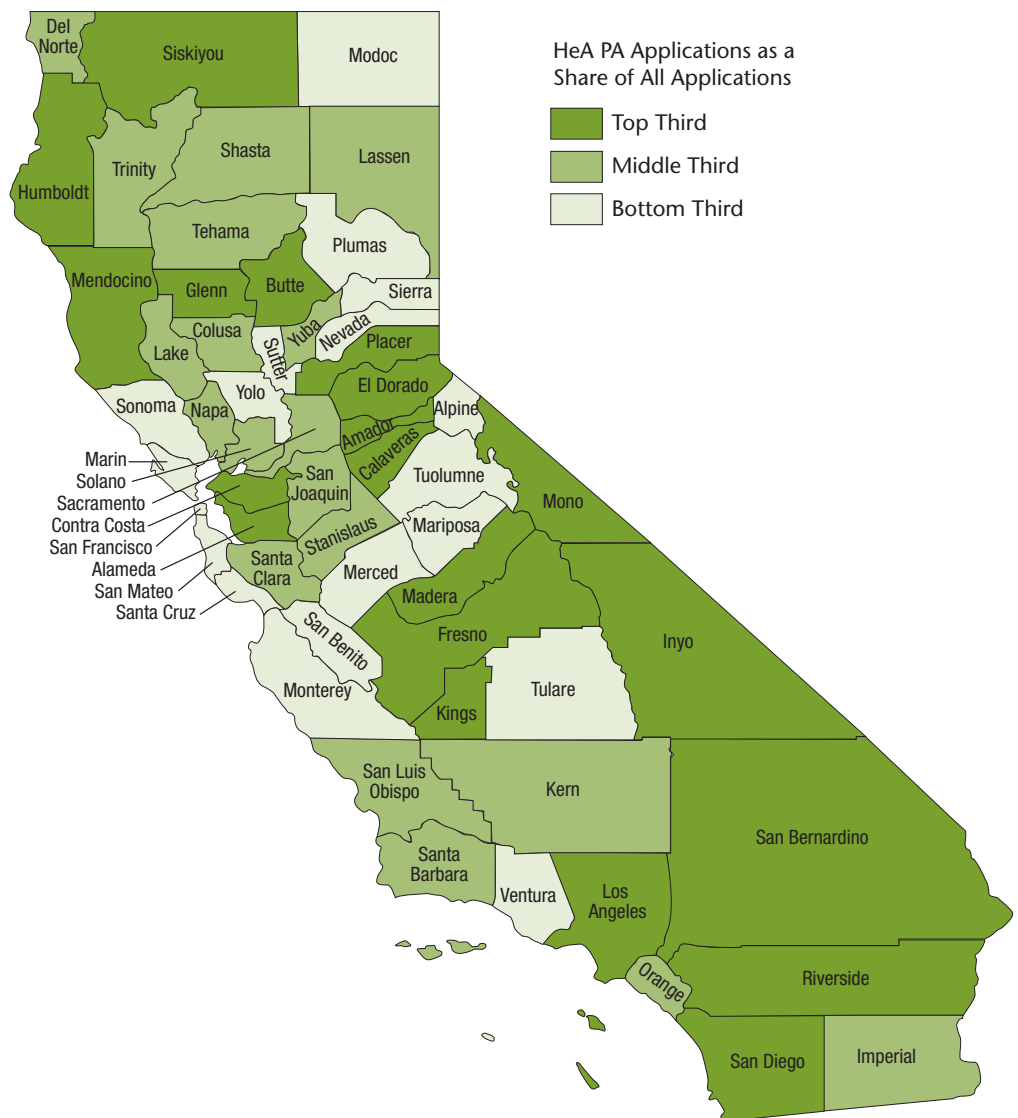 Del
Norte
Siskiyou
Modoc
HeA PA Applications as a
Share of All Applications
Top Third
Middle Third
Bottom Third
Humboldt
Trinity
Shasta
Lassen
Tehama
Plumas
Mendocino
Glenn
Butte
Sierra
Colusa
Yuba
Nevada
Lake
Sutter
Placer
El Dorado
Sonoma
Napa
Yolo
Alpine
Amador
Calaveras
Marin
Solano
Sacramento
Contra Costa
San Francisco
Alameda
San Mateo
Santa Cruz
San
Joaquin
Tuolumne
Mono
Stanislaus
Mariposa
Santa
Clara
Merced
Madera
San Benito
Fresno
Inyo
Monterey
Kings
Tulare
San Luis
Obispo
Kern
San Bernardino
Santa
Barbara
Ventura
Los
Angeles
Orange
Riverside
San Diego
Imperial